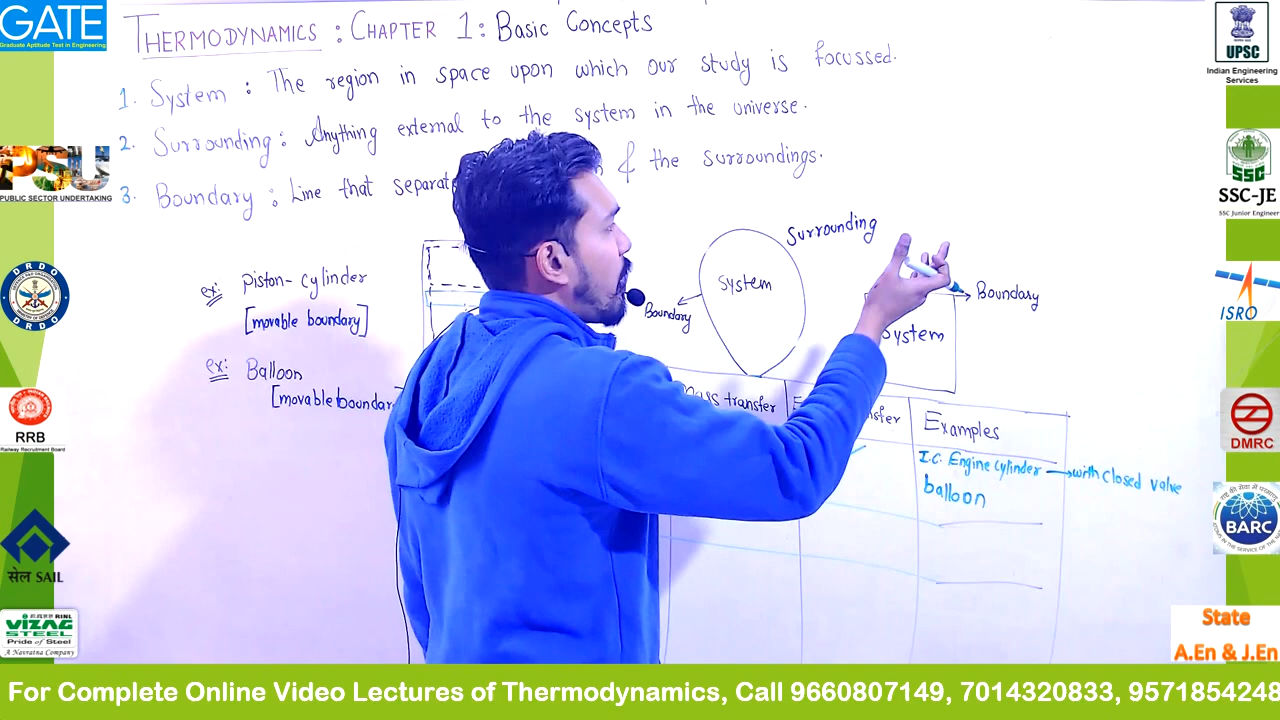 GATE
Graduate Aptitude Test in Engineering
THERMODYNAMICS : CHAPTER 1 : Basic Concepts
1. System : The region in space upon which our study is focussed.
2. Surrounding : Anything external to the system in the universe.
3. Boundary : Line that separat & the surroundings.
ex: Piston-cylinder
[movable boundary]
ex: Balloon
[movable boundar
System
Surrounding
Boundary
System
Boundary
transfer
Examples
I.C. Engine cylinder → with closed valve
balloon
PSU
PUBLIC SECTOR UNDERTAKING
DRDO
RRB
Railway Recruitment Board
सेल SAIL
VIZAG
STEEL
Pride of Steel
A Navratna Company
UPSC
Indian Engineering
Services
SSC
SSC-JE
SSC Junior Engineer
ISRO
DMRC
BARC
State
A.En & J.En
For Complete Online Video Lectures of Thermodynamics, Call 9660807149, 7014320833, 9571854248